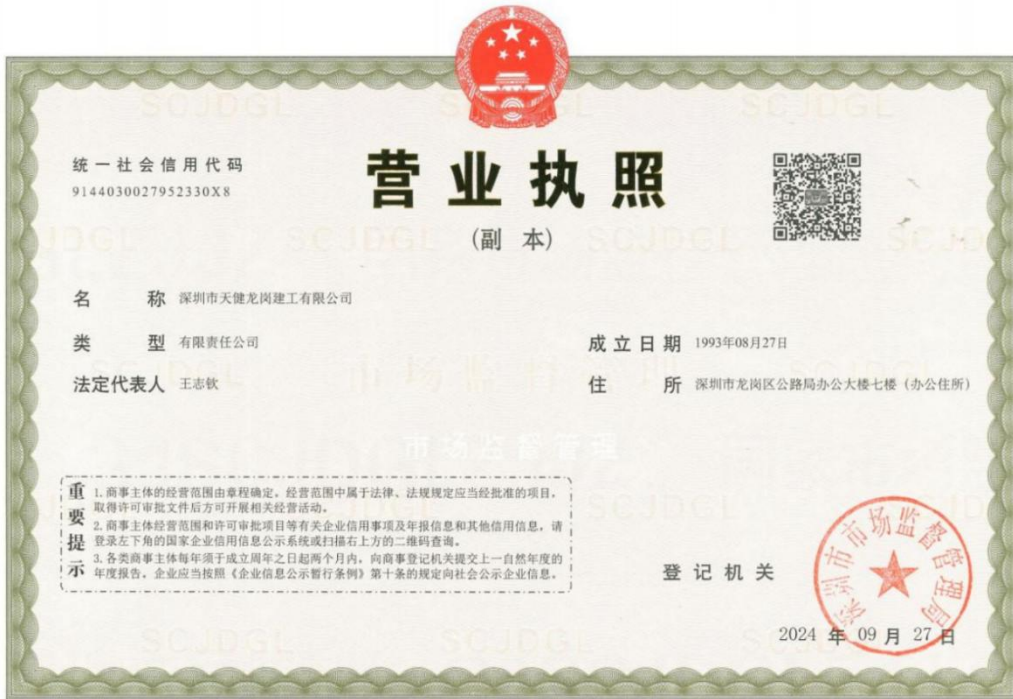 统一社会信用代码
9144030027952330X8
营业执照
(副 本)
名 称 深圳市天健龙岗建工有限公司
类 型 有限责任公司
法定代表人 王志钦
成立日期 1993年08月27日
住 所 深圳市龙岗区公路局办公大楼七楼（办公住所）
市场监督管理
重要提示
1.商事主体的经营范围由章程确定。经营范围中属于法律、法规规定应当经批准的项目，
取得许可审批文件后方可开展相关经营活动。
2.商事主体经营范围和许可审批项目等有关企业信用事项及年报信息和其他信用信息，请
登录左下角的国家企业信用信息公示系统或扫描右上方的二维码查询。
3.各类商事主体每年须于成立周年之日起两个月内，向商事登记机关提交上一自然年度的
年度报告。企业应当按照《企业信息公示暂行条例》第十条的规定向社会公示企业信息。
登记机关
深圳市市场监督管理局
2024 年 09 月 27 日
SCJDGL